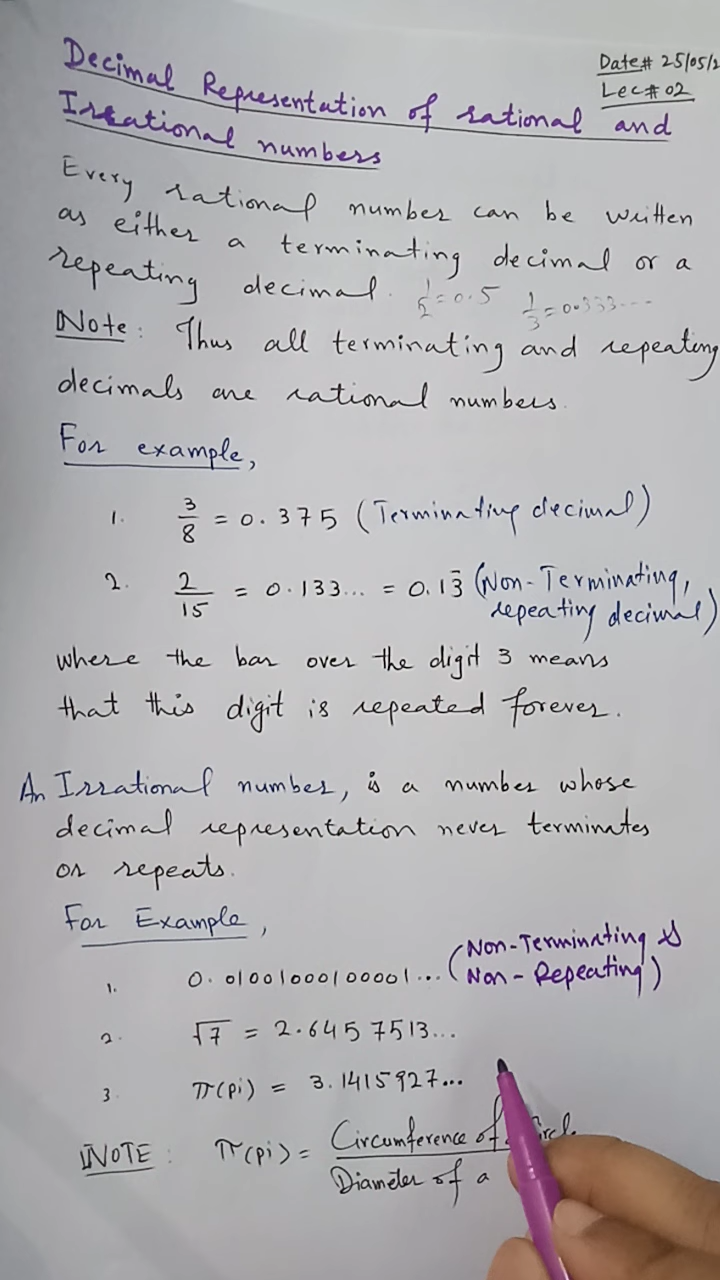 Date# 25/05/2
Lec# 02
Decimal Representation of rational and
Irrational numbers
Every rational number can be written
as either a terminating decimal or a
repeating decimal. 1/2 = 0.5 1/3 = 0.333...
Note: Thus all terminating and repeating
decimals are rational numbers.
For example,
1. 3/8 = 0.375 (Terminating decimal)
2. 2/15 = 0.133... = 0.13̄ (Non-Terminating,
repeating decimal)
where the bar over the digit 3 means
that this digit is repeated forever.
An Irrational number, is a number whose
decimal representation never terminates
or repeats.
For Example,
1. 0.01001000100001... (Non-Terminating &
Non-Repeating)
2. √7 = 2.6457513...
3. π(pi) = 3.1415927...
NOTE: π(pi) = Circumference of
Diameter of a